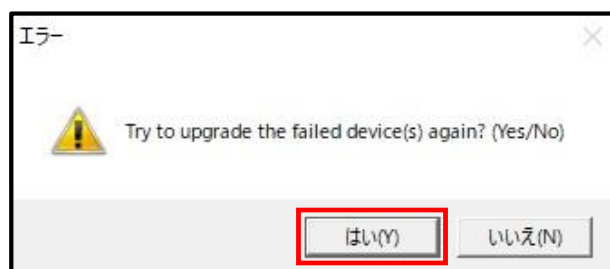 エラー
Try to upgrade the failed device(s) again? (Yes/No)
はい(Y)
いいえ(N)